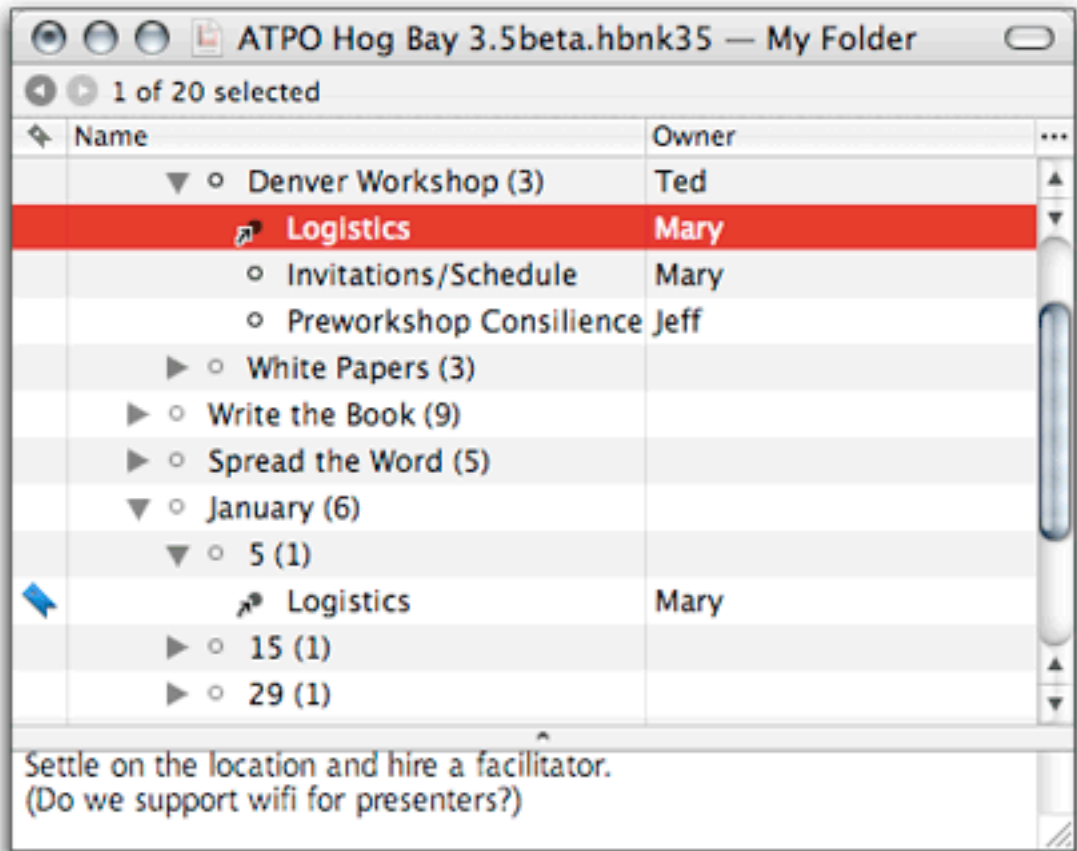 ATPO Hog Bay 3.5beta.hbnk35 — My Folder
1 of 20 selected
Name Owner
Denver Workshop (3) Ted
Logistics Mary
Invitations/Schedule Mary
Preworkshop Consilience Jeff
White Papers (3)
Write the Book (9)
Spread the Word (5)
January (6)
5 (1)
Logistics Mary
15 (1)
29 (1)
Settle on the location and hire a facilitator.
(Do we support wifi for presenters?)